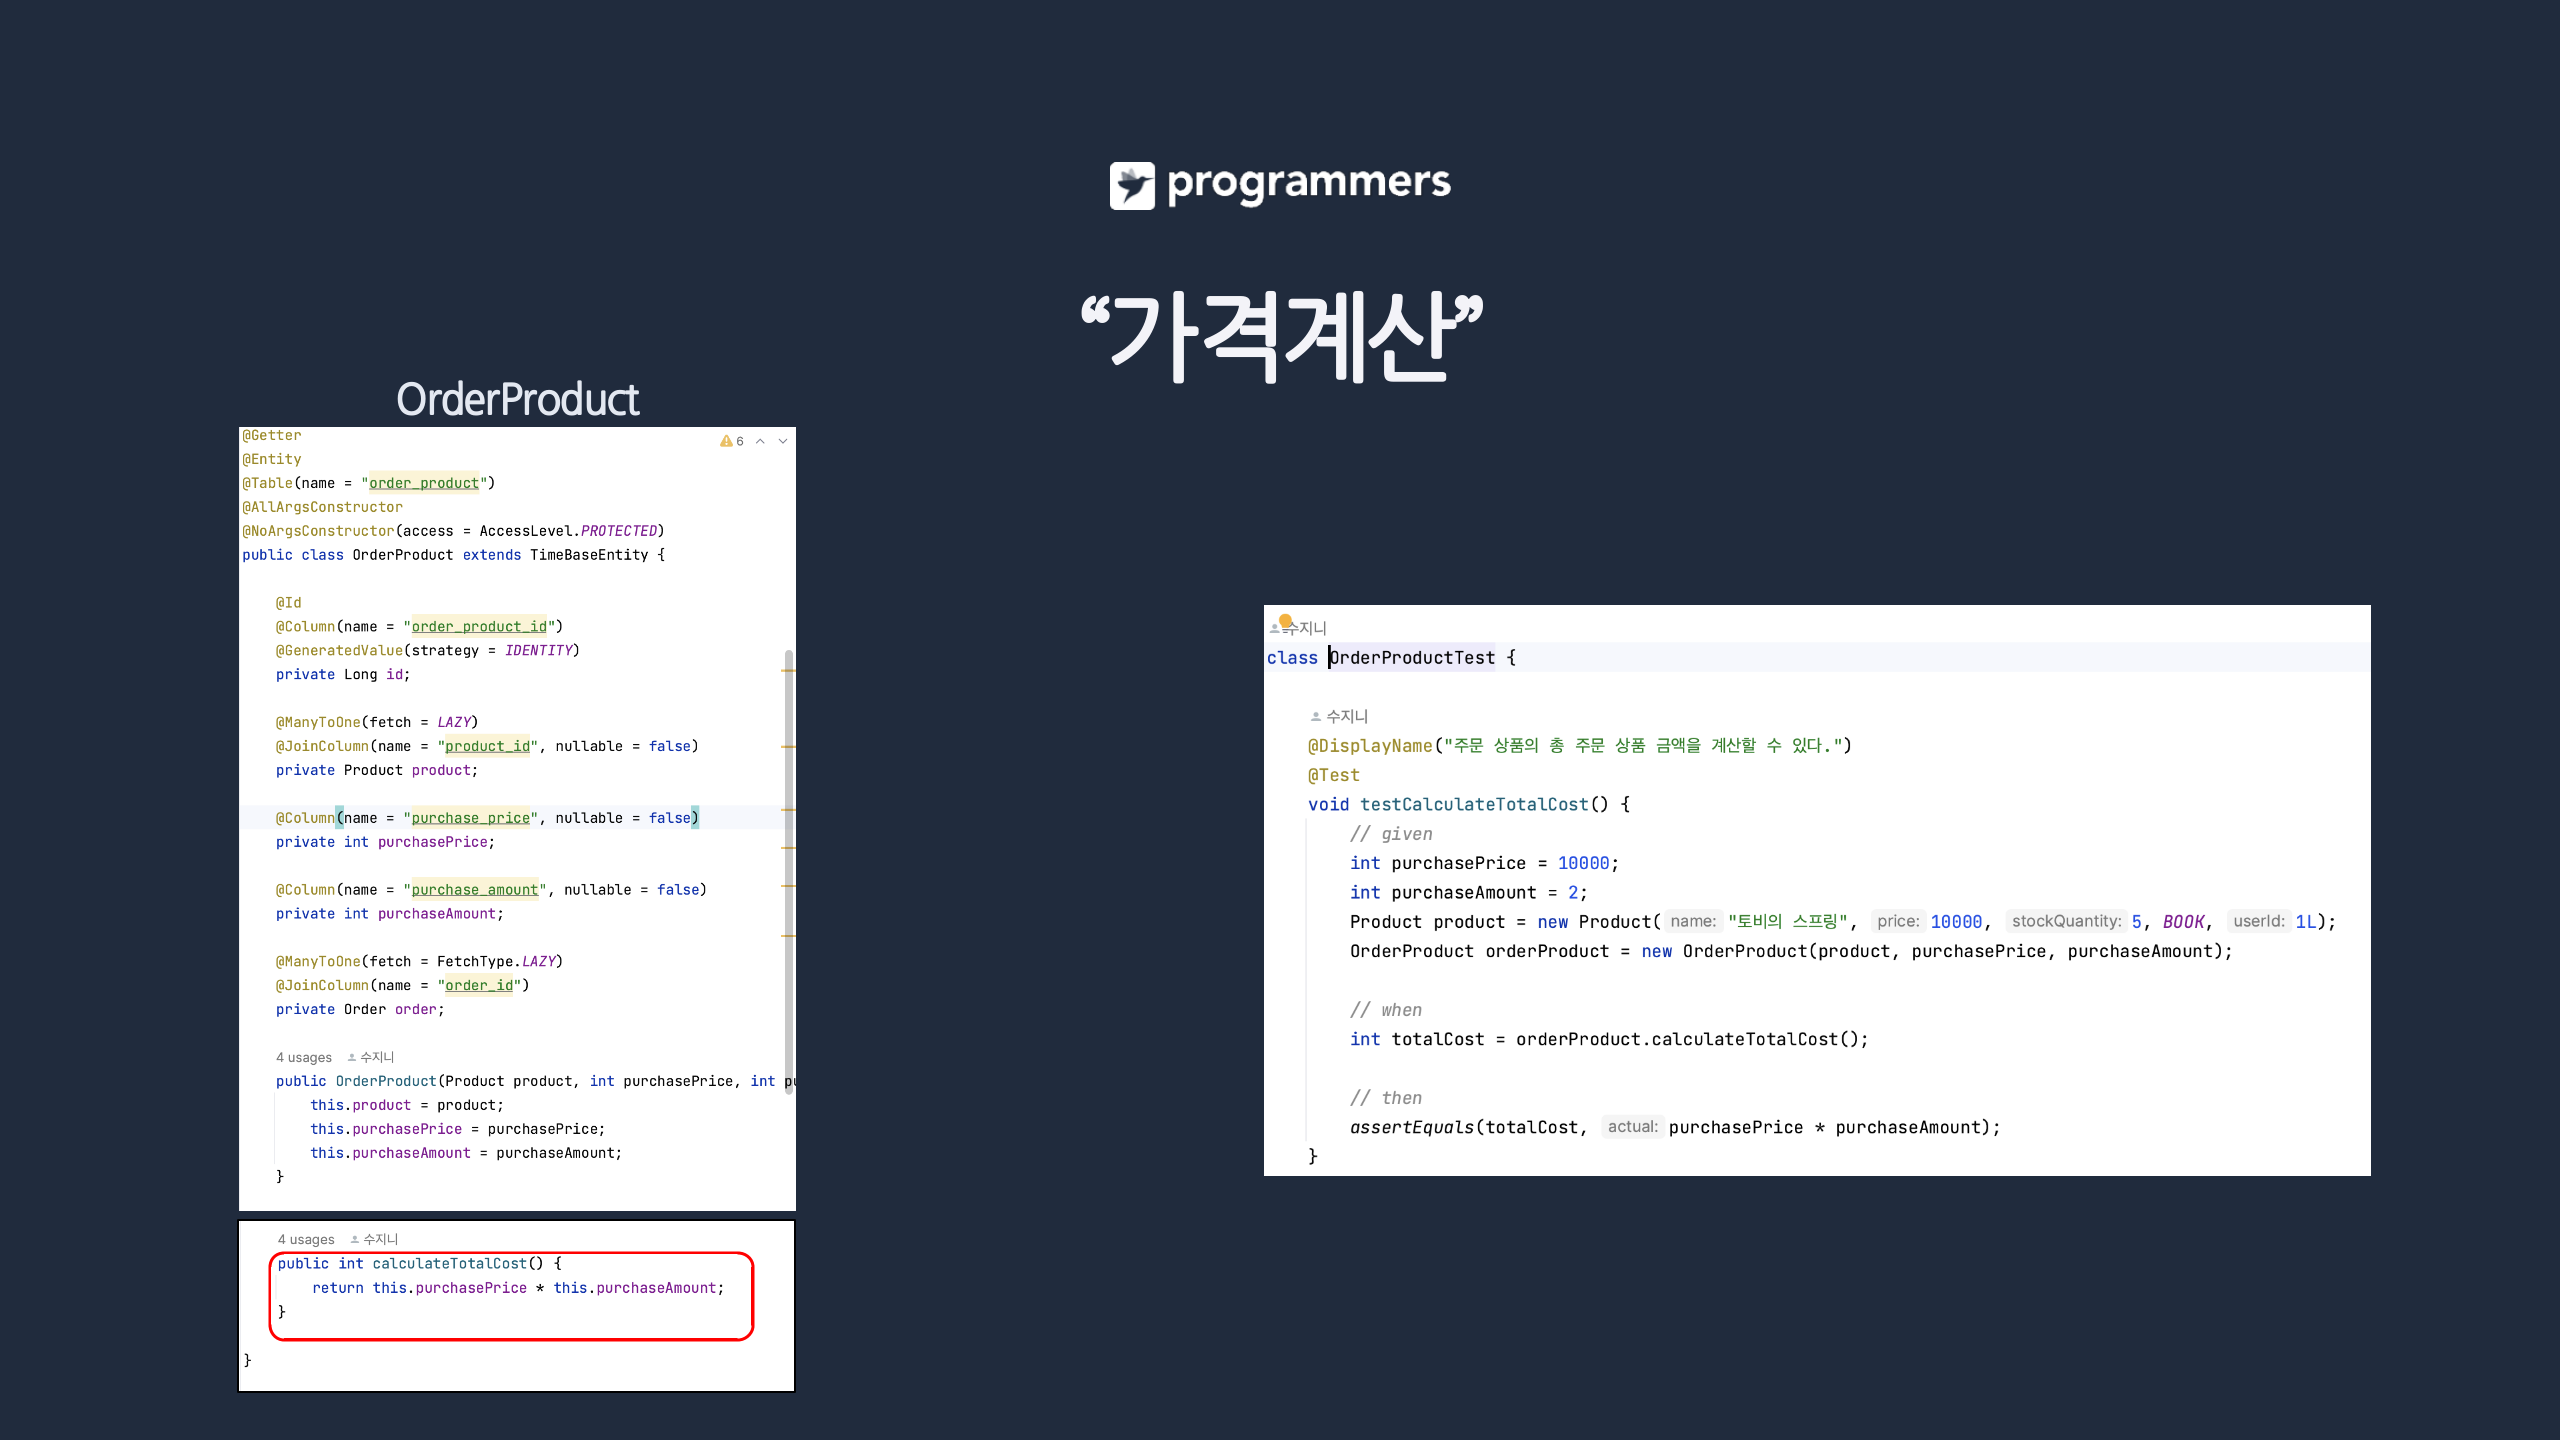 programmers
“가격계산”
OrderProduct
@Getter
6
@Entity
@Table(name = "order_product")
@AllArgsConstructor
@NoArgsConstructor(access = AccessLevel.PROTECTED)
public class OrderProduct extends TimeBaseEntity {
@Id
@Column(name = "order_product_id")
@GeneratedValue(strategy = IDENTITY)
private Long id;
@ManyToOne(fetch = LAZY)
@JoinColumn(name = "product_id", nullable = false)
private Product product;
@Column(name = "purchase_price", nullable = false)
private int purchasePrice;
@Column(name = "purchase_amount", nullable = false)
private int purchaseAmount;
@ManyToOne(fetch = FetchType.LAZY)
@JoinColumn(name = "order_id")
private Order order;
4 usages 수지니
public OrderProduct(Product product, int purchasePrice, int pu
this.product = product;
this.purchasePrice = purchasePrice;
this.purchaseAmount = purchaseAmount;
}
4 usages 수지니
public int calculateTotalCost() {
return this.purchasePrice * this.purchaseAmount;
}
}
수지니
class OrderProductTest {
수지니
@DisplayName("주문 상품의 총 주문 상품 금액을 계산할 수 있다.")
@Test
void testCalculateTotalCost() {
// given
int purchasePrice = 10000;
int purchaseAmount = 2;
Product product = new Product( name: "토비의 스프링", price: 10000, stockQuantity: 5, BOOK, userId: 1L);
OrderProduct orderProduct = new OrderProduct(product, purchasePrice, purchaseAmount);
// when
int totalCost = orderProduct.calculateTotalCost();
// then
assertEquals(totalCost, actual: purchasePrice * purchaseAmount);
}